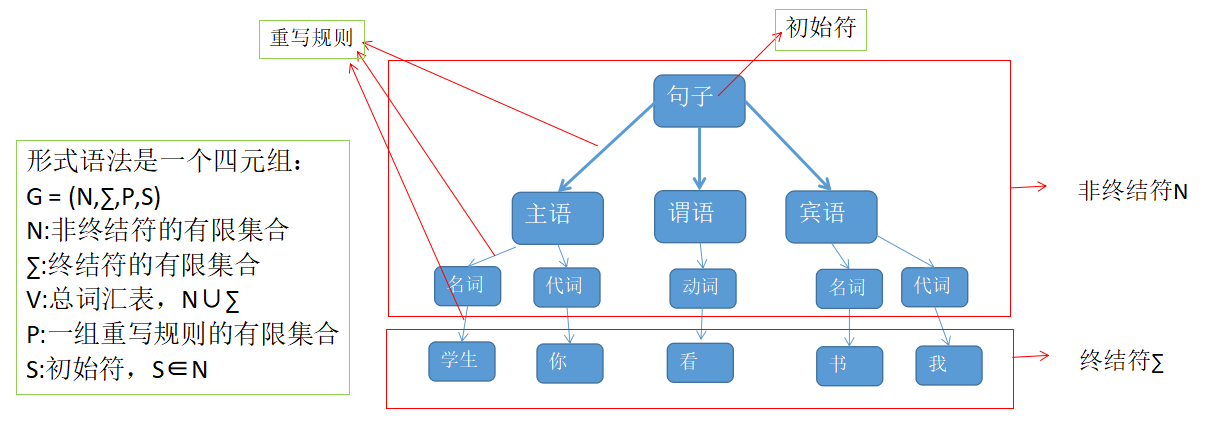 重写规则
初始符
句子
形式语法是一个四元组：
G = (N,∑,P,S)
N:非终结符的有限集合
∑:终结符的有限集合
V:总词汇表，N∪∑
P:一组重写规则的有限集合
S:初始符，S∈N
非终结符N
主语
谓语
宾语
名词
代词
动词
名词
代词
学生
你
看
书
我
终结符∑